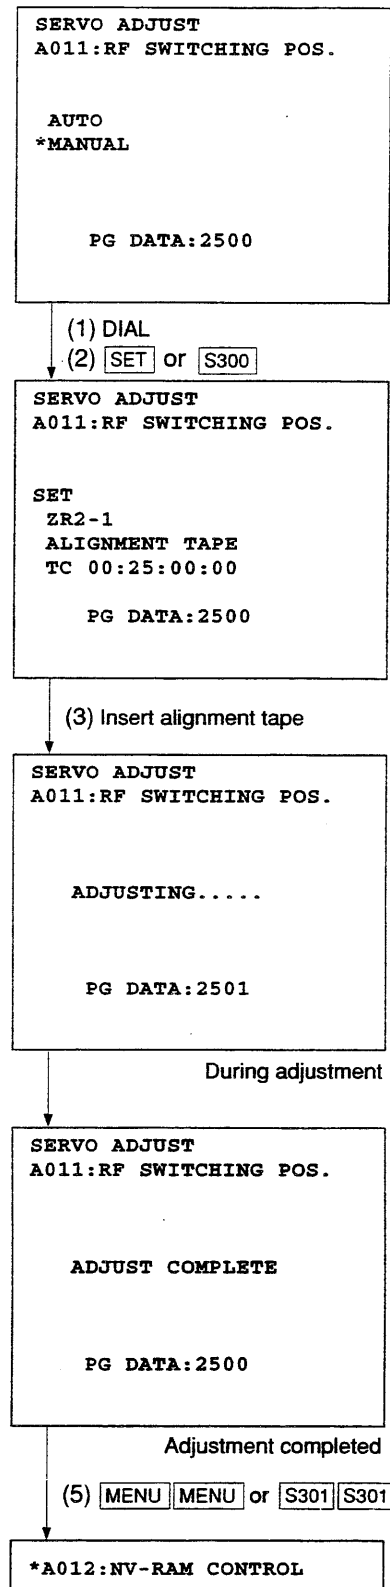 SERVO ADJUST
A011:RF SWITCHING POS.
AUTO
*MANUAL
PG DATA:2500
(1) DIAL
(2) SET or S300
SERVO ADJUST
A011:RF SWITCHING POS.
SET
ZR2-1
ALIGNMENT TAPE
TC 00:25:00:00
PG DATA:2500
(3) Insert alignment tape
SERVO ADJUST
A011:RF SWITCHING POS.
ADJUSTING.....
PG DATA:2501
During adjustment
SERVO ADJUST
A011:RF SWITCHING POS.
ADJUST COMPLETE
PG DATA:2500
Adjustment completed
(5) MENU MENU or S301 S301
*A012:NV-RAM CONTROL